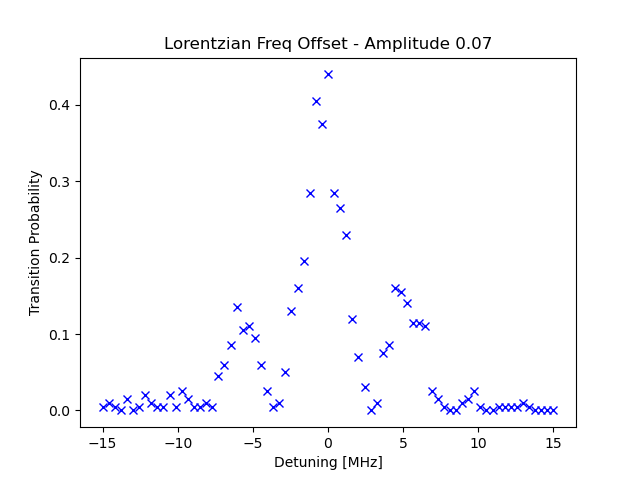 Lorentzian Freq Offset - Amplitude 0.07
Transition Probability
0.4
0.3
0.2
0.1
0.0
−15 −10 −5 0 5 10 15
Detuning [MHz]